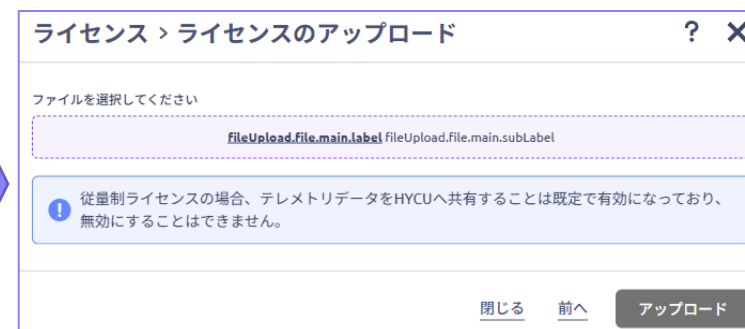 ライセンス > ライセンスのアップロード ? ×
ファイルを選択してください
fileUpload.file.main.label fileUpload.file.main.subLabel
従量制ライセンスの場合、テレメトリデータをHYCUへ共有することは既定で有効になっており、
無効にすることはできません。
閉じる 前へ アップロード